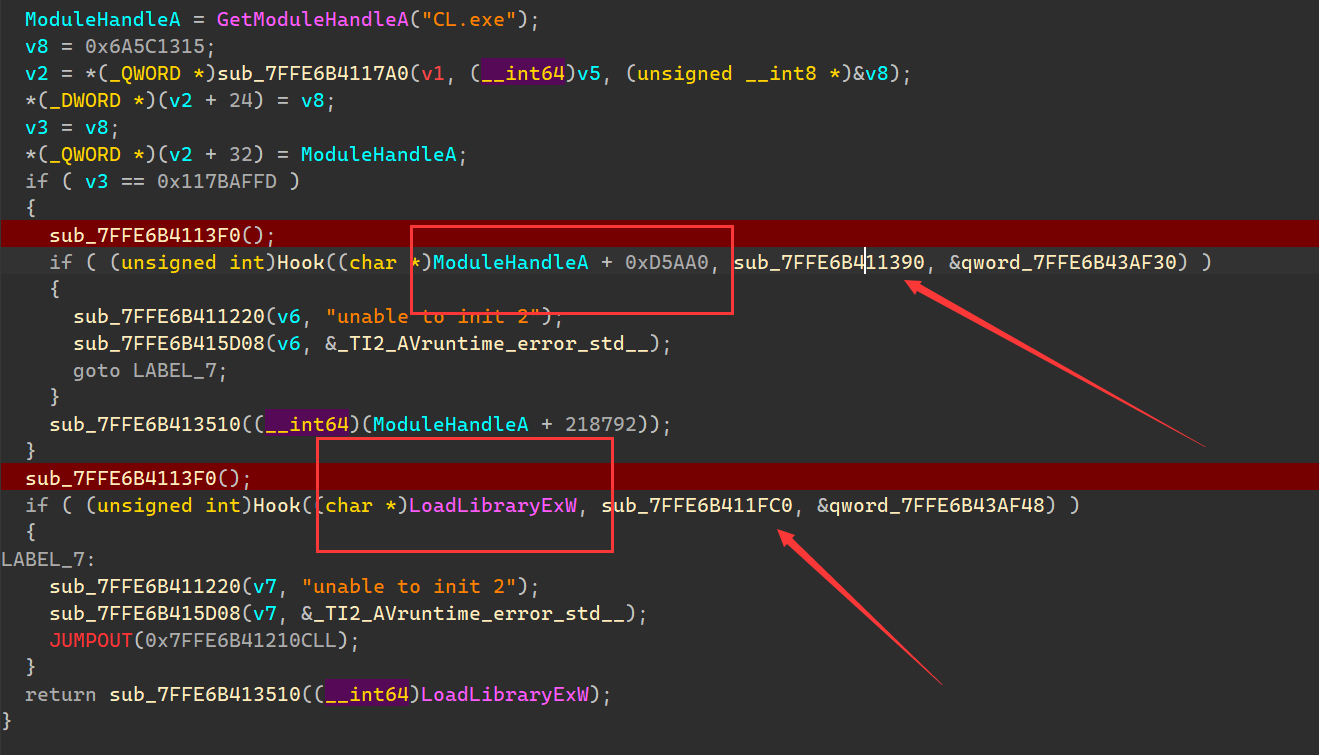 ModuleHandleA = GetModuleHandleA("CL.exe");
v8 = 0x6A5C1315;
v2 = *(_QWORD *)sub_7FFE6B4117A0(v1, (__int64)v5, (unsigned __int8 *)&v8);
*(_DWORD *)(v2 + 24) = v8;
v3 = v8;
*(_QWORD *)(v2 + 32) = ModuleHandleA;
if ( v3 == 0x117BAFFD )
{
sub_7FFE6B4113F0();
if ( (unsigned int)Hook((char *)ModuleHandleA + 0xD5AA0, sub_7FFE6B411390, &qword_7FFE6B43AF30) )
{
sub_7FFE6B411220(v6, "unable to init 2");
sub_7FFE6B415D08(v6, &_TI2_AVruntime_error_std__);
goto LABEL_7;
}
sub_7FFE6B413510((__int64)(ModuleHandleA + 218792));
}
sub_7FFE6B4113F0();
if ( (unsigned int)Hook((char *)LoadLibraryExW, sub_7FFE6B411FC0, &qword_7FFE6B43AF48) )
{
LABEL_7:
sub_7FFE6B411220(v7, "unable to init 2");
sub_7FFE6B415D08(v7, &_TI2_AVruntime_error_std__);
JUMPOUT(0x7FFE6B41210CLL);
}
return sub_7FFE6B413510((__int64)LoadLibraryExW);
}